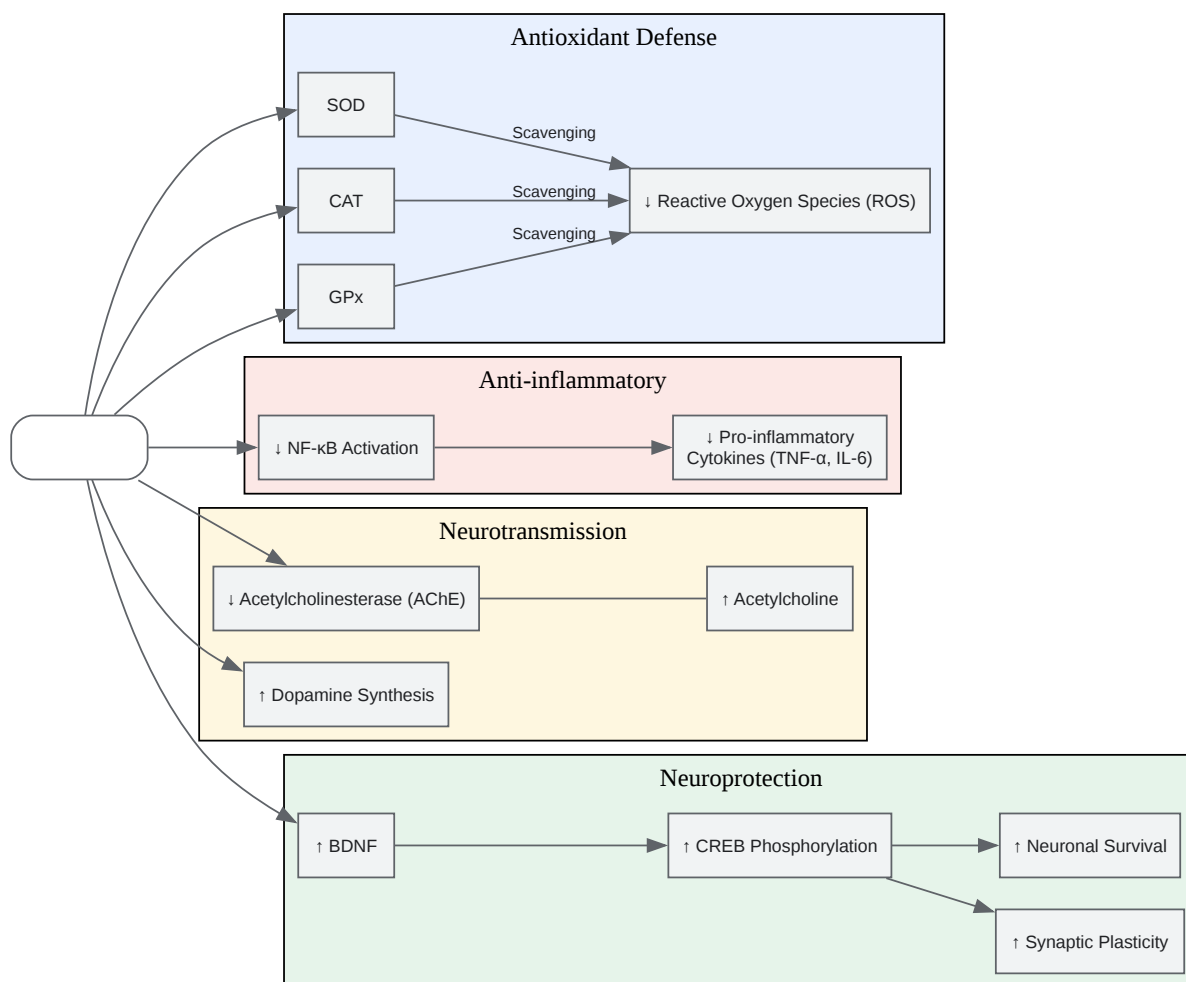 Antioxidant Defense
SOD
Scavenging
CAT
Scavenging
↓ Reactive Oxygen Species (ROS)
Scavenging
GPx
Anti-inflammatory
↓ NF-κB Activation
↓ Pro-inflammatory
Cytokines (TNF-α, IL-6)
Neurotransmission
↓ Acetylcholinesterase (AChE)
↑ Acetylcholine
↑ Dopamine Synthesis
Neuroprotection
↑ BDNF
↑ CREB Phosphorylation
↑ Neuronal Survival
↑ Synaptic Plasticity